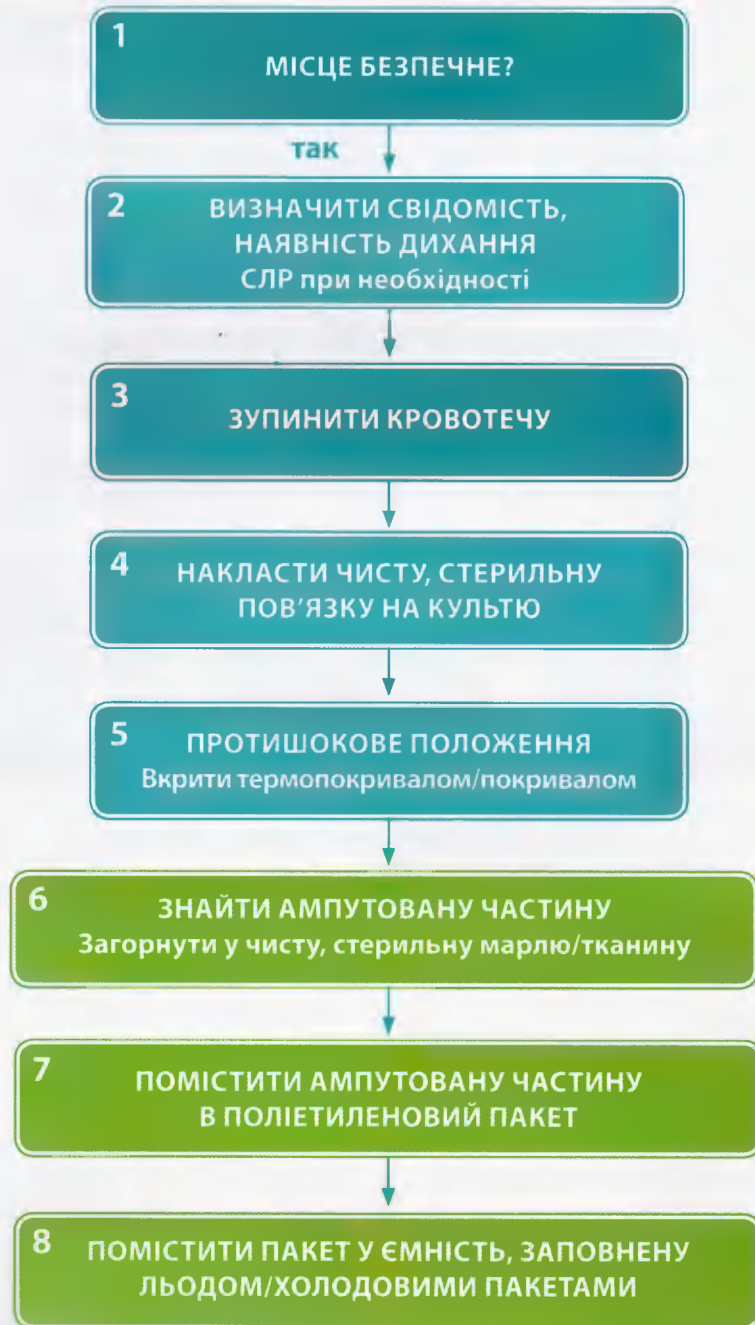 1
МІСЦЕ БЕЗПЕЧНЕ?
так
2
ВИЗНАЧИТИ СВІДОМІСТЬ,
НАЯВНІСТЬ ДИХАННЯ
СЛР при необхідності
3
ЗУПИНИТИ КРОВОТЕЧУ
4
НАКЛАСТИ ЧИСТУ, СТЕРИЛЬНУ
ПОВ'ЯЗКУ НА КУЛЬТЮ
5
ПРОТИШОКОВЕ ПОЛОЖЕННЯ
Вкрити термопокривалом/покривалом
6
ЗНАЙТИ АМПУТОВАНУ ЧАСТИНУ
Загорнути у чисту, стерильну марлю/тканину
7
ПОМІСТИТИ АМПУТОВАНУ ЧАСТИНУ
В ПОЛІЕТИЛЕНОВИЙ ПАКЕТ
8
ПОМІСТИТИ ПАКЕТ У ЄМНІСТЬ, ЗАПОВНЕНУ
ЛЬОДОМ/ХОЛОДОВИМИ ПАКЕТАМИ